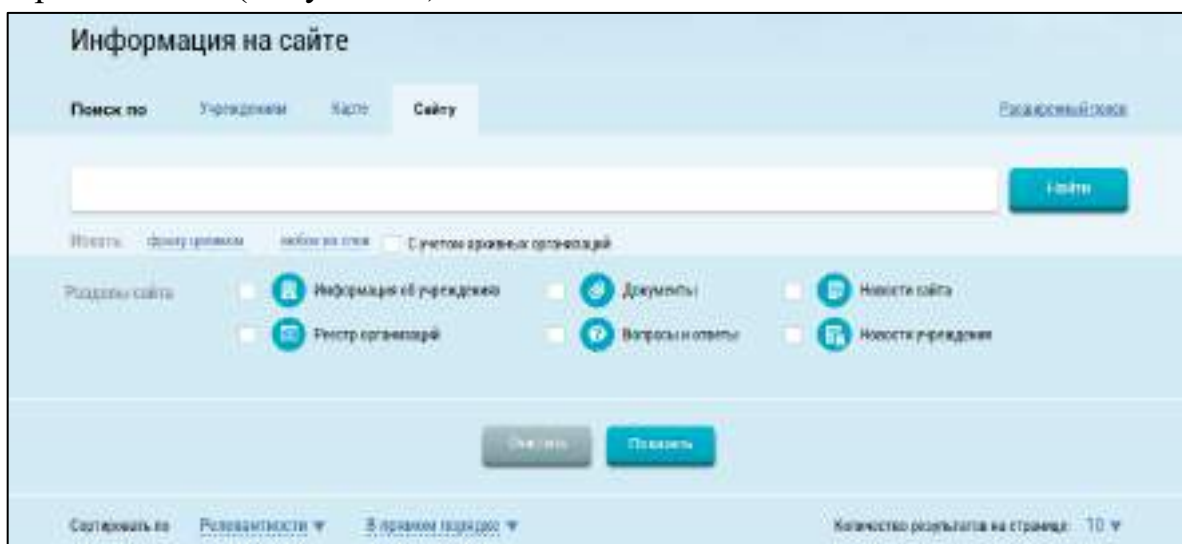 Информация на сайте
Поиск по Учреждениям Карте Сайту Расширенный поиск
Найти
Искать: фразу целиком любое из слов С учетом архивных организаций
Разделы сайта Информация об учреждении Документы Новости сайта
Реестр организаций Вопросы и ответы Новости учреждения
Очистить Показать
Сортировать по Релевантности В прямом порядке Количество результатов на странице 10